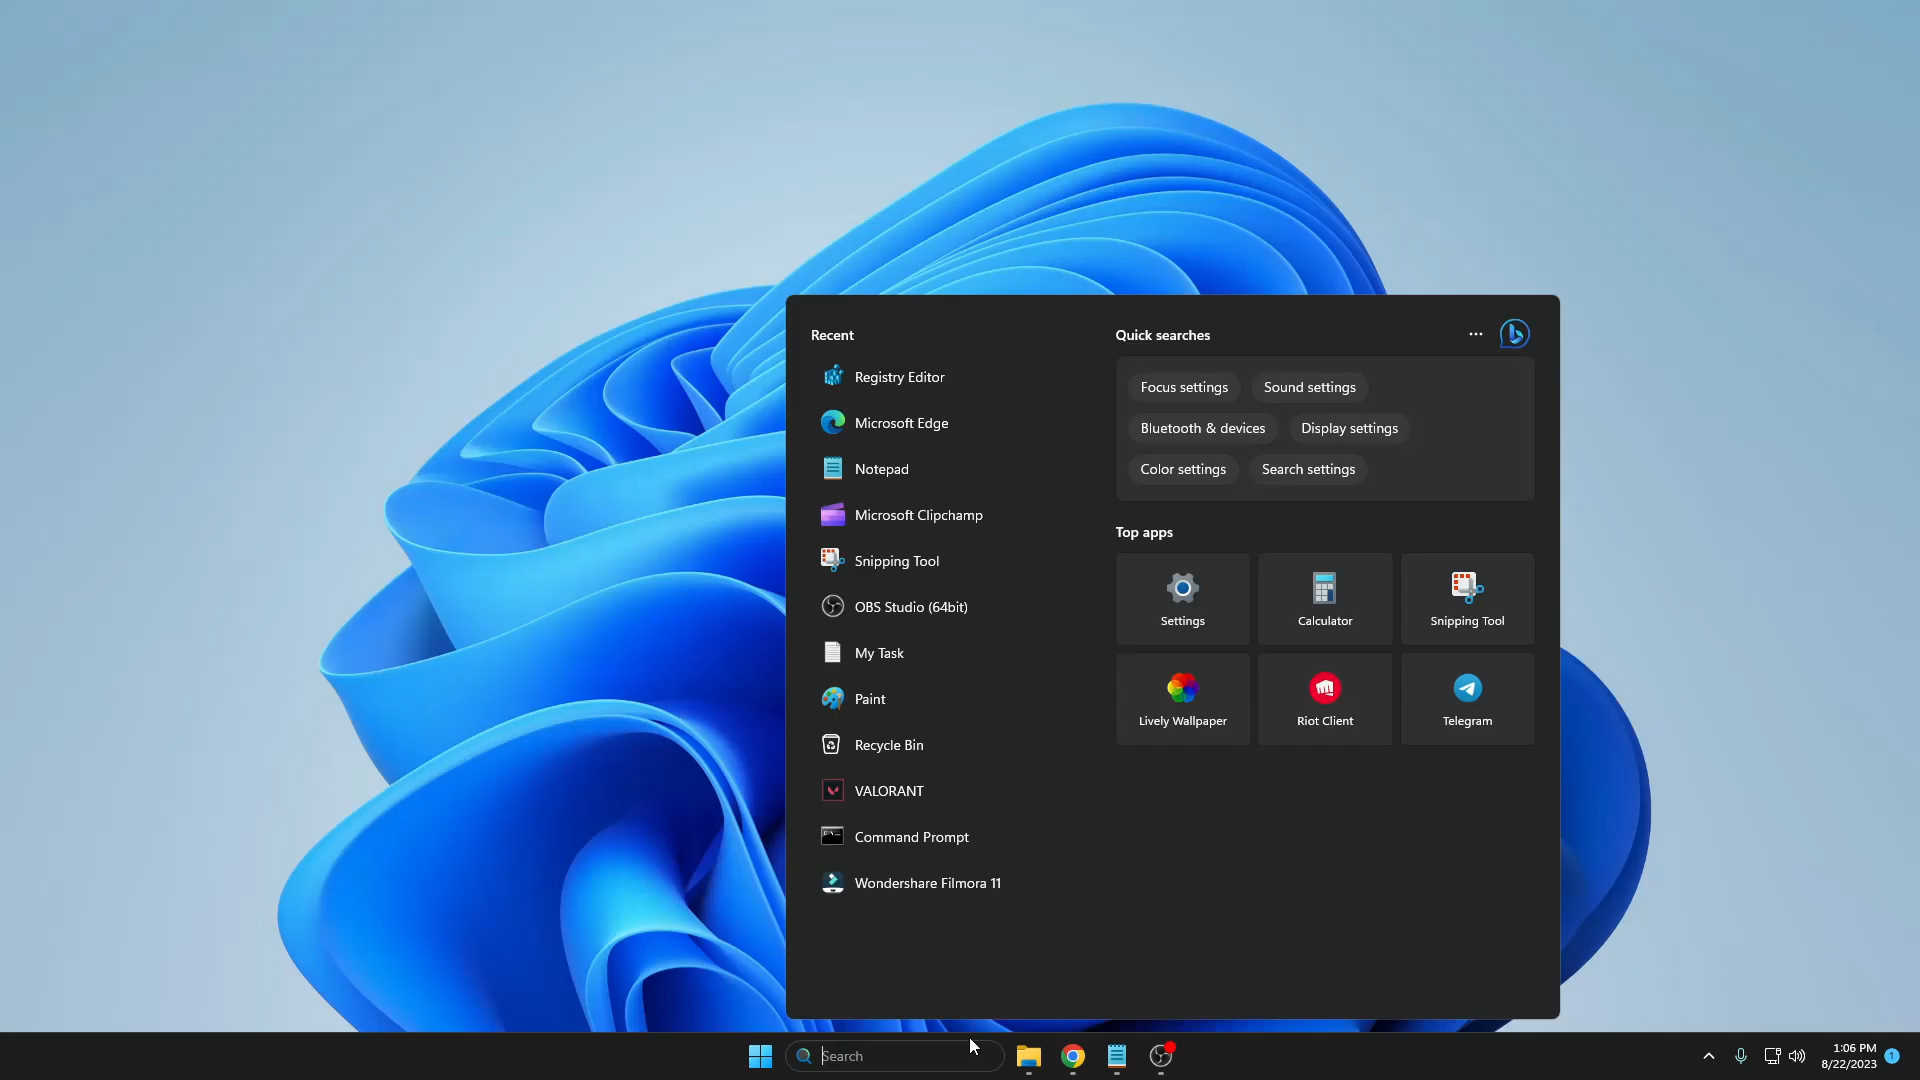 Recent
Registry Editor
Microsoft Edge
Notepad
Microsoft Clipchamp
Snipping Tool
OBS Studio (64bit)
My Task
Paint
Recycle Bin
VALORANT
Command Prompt
Wondershare Filmora 11
Quick searches
Focus settings
Sound settings
Bluetooth & devices
Display settings
Color settings
Search settings
Top apps
Settings
Calculator
Snipping Tool
Lively Wallpaper
Riot Client
Telegram
Search
1:06 PM
8/22/2023
1